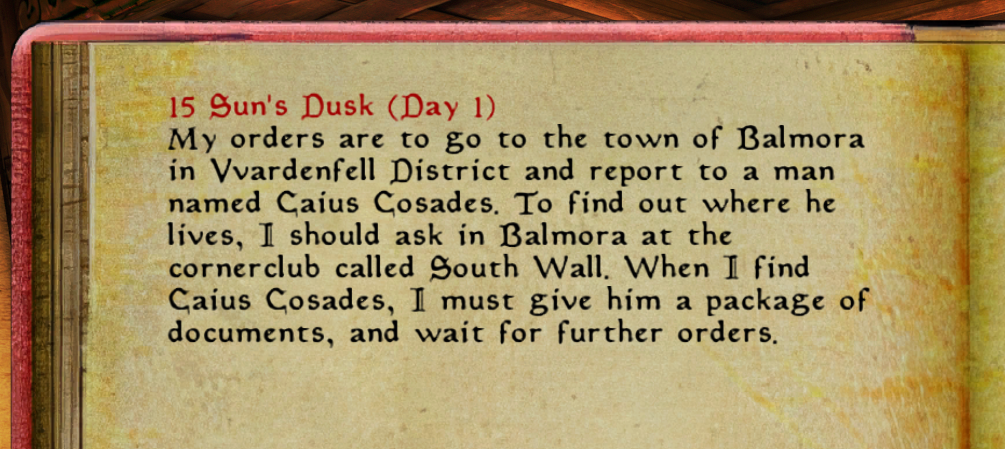 15 Sun's Dusk (Day 1)
My orders are to go to the town of Balmora
in Vvardenfell District and report to a man
named Caius Cosades. To find out where he
lives, I should ask in Balmora at the
cornerclub called South Wall. When I find
Caius Cosades, I must give him a package of
documents, and wait for further orders.